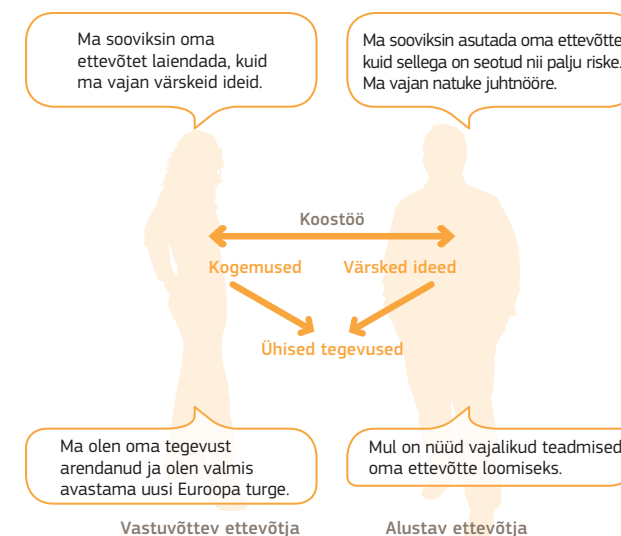 Ma sooviksin oma
ettevõtet laiendada, kuid
ma vajan värskeid ideid.
Ma sooviksin asutada oma ettevõtte
kuid sellega on seotud nii palju riske.
Ma vajan natuke juhtnööre.
Koostöö
Kogemused
Värsked ideed
Ühised tegevused
Ma olen oma tegevust
arendanud ja olen valmis
avastama uusi Euroopa turge.
Mul on nüüd vajalikud teadmised
oma ettevõtte loomiseks.
Vastuvõttev ettevõtja
Alustav ettevõtja